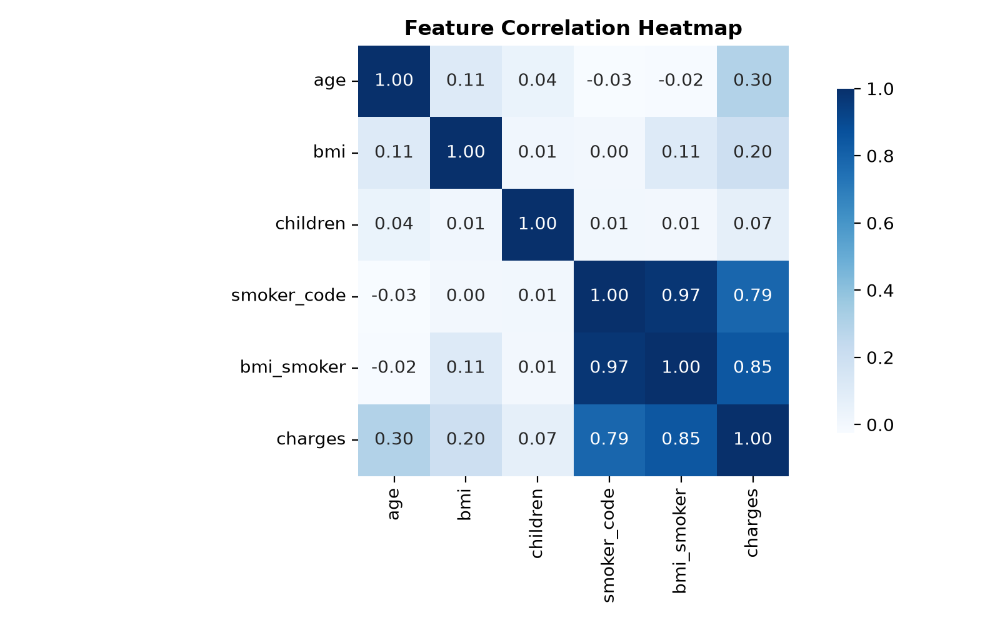 Feature Correlation Heatmap
age 1.00 0.11 0.04 -0.03 -0.02 0.30
bmi 0.11 1.00 0.01 0.00 0.11 0.20
children 0.04 0.01 1.00 0.01 0.01 0.07
smoker_code -0.03 0.00 0.01 1.00 0.97 0.79
bmi_smoker -0.02 0.11 0.01 0.97 1.00 0.85
charges 0.30 0.20 0.07 0.79 0.85 1.00
age bmi children smoker_code bmi_smoker charges
1.0
0.8
0.6
0.4
0.2
0.0